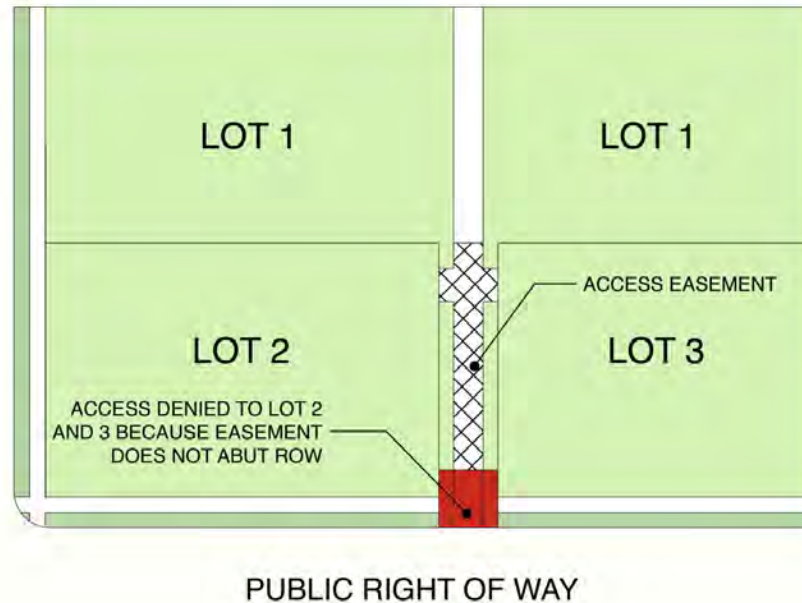 LOT 1
LOT 1
ACCESS EASEMENT
LOT 2
LOT 3
ACCESS DENIED TO LOT 2
AND 3 BECAUSE EASEMENT
DOES NOT ABUT ROW
PUBLIC RIGHT OF WAY